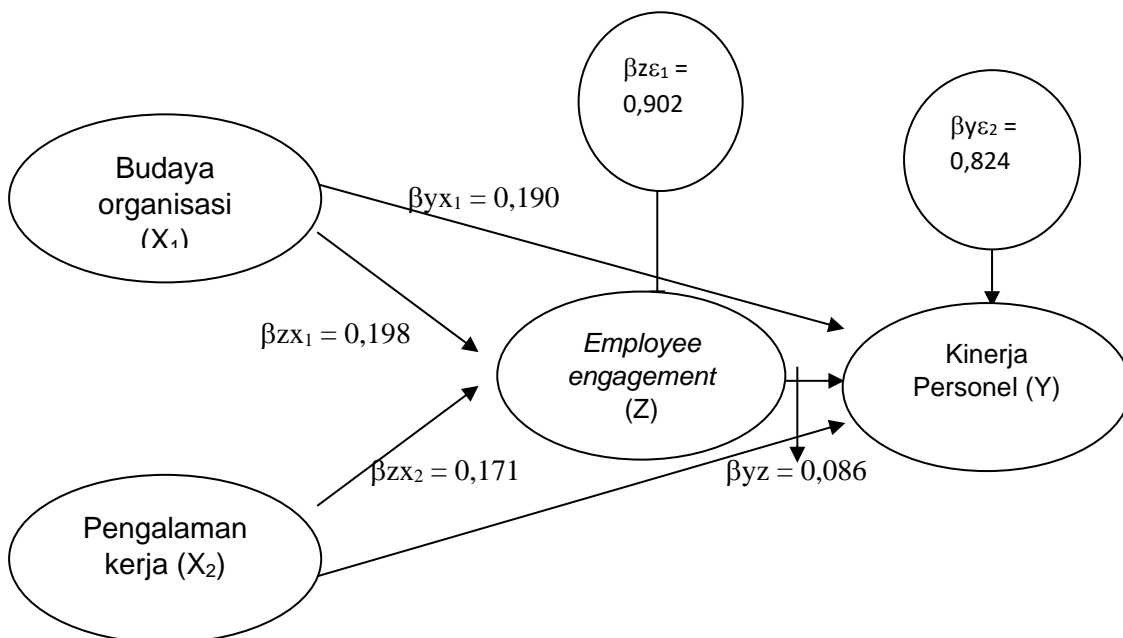 βzε₁ =
0,902
βyε₂ =
0,824
Budaya
organisasi
(X₁)
βyx₁ = 0,190
βzx₁ = 0,198
Employee
engagement
(Z)
Kinerja
Personel (Y)
βzx₂ = 0,171
βyz = 0,086
Pengalaman
kerja (X₂)